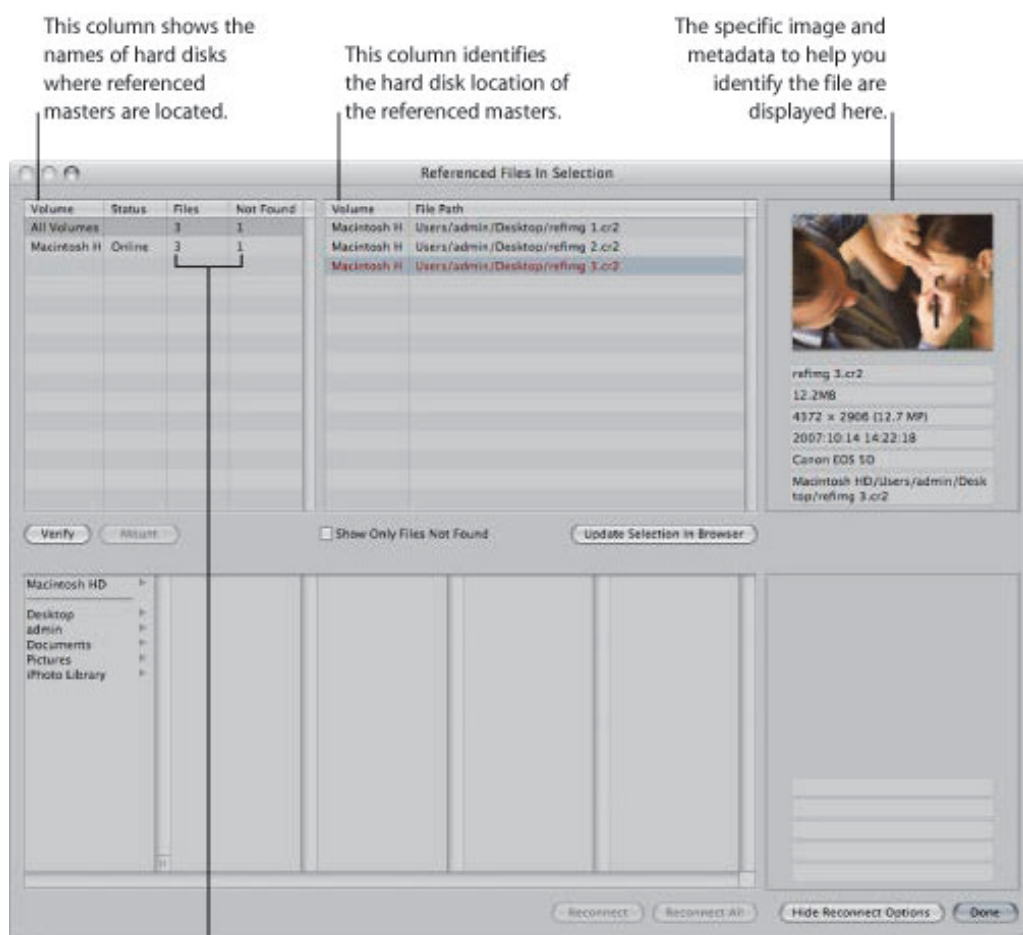 This column shows the
names of hard disks
where referenced
masters are located.
This column identifies
the hard disk location of
the referenced masters.
The specific image and
metadata to help you
identify the file are
displayed here.
Referenced Files In Selection
Volume Status Files Not Found
All Volumes 3 1
Macintosh H Online 3 1
Volume File Path
Macintosh H Users/admin/Desktop/refimg 1.cr2
Macintosh H Users/admin/Desktop/refimg 2.cr2
Macintosh H Users/admin/Desktop/refimg 3.cr2
refimg 3.cr2
12.2MB
4372 × 2906 (12.7 MP)
2007:10:14 14:22:18
Canon EOS 5D
Macintosh HD/Users/admin/Desk
top/refimg 3.cr2
Verify Mount
Show Only Files Not Found
Update Selection in Browser
Macintosh HD
Desktop
admin
Documents
Pictures
iPhoto Library
Reconnect Reconnect All Hide Reconnect Options Done